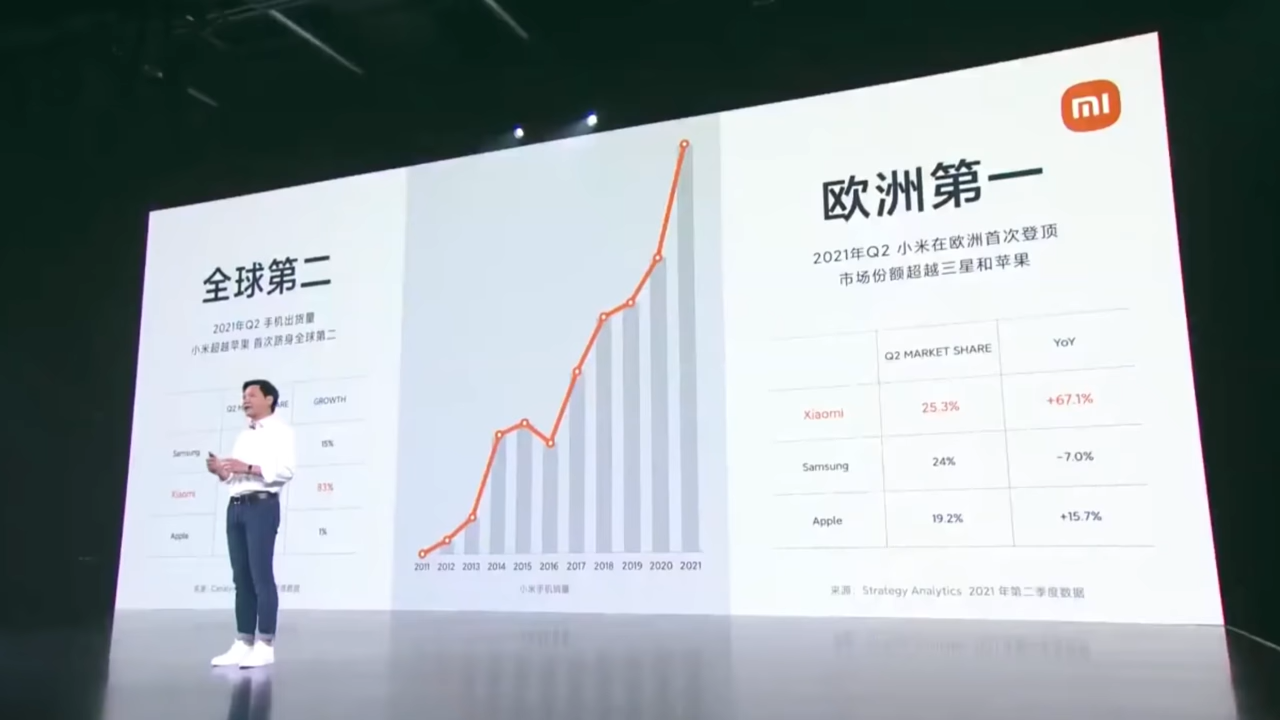 全球第二
2021年Q2 手机出货量
小米超越苹果 首次跻身全球第二
GROWTH
Samsung 15%
Xiaomi 83%
Apple 1%
2011 2012 2013 2014 2015 2016 2017 2018 2019 2020 2021
小米手机销量
mi
欧洲第一
2021年Q2 小米在欧洲首次登顶
市场份额超越三星和苹果
Q2 MARKET SHARE YoY
Xiaomi 25.3% +67.1%
Samsung 24% -7.0%
Apple 19.2% +15.7%
来源：Strategy Analytics 2021 年第二季度数据